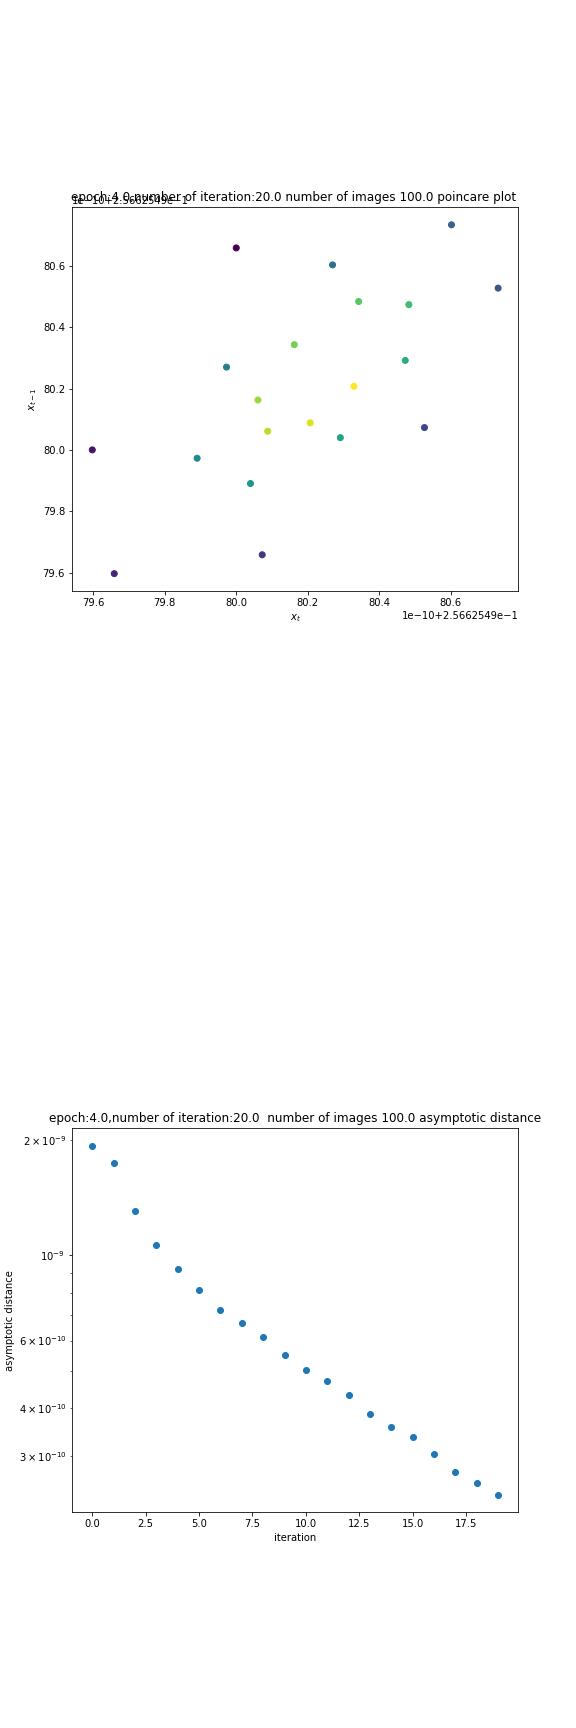 epoch:4.0,number of iteration:20.0 number of images 100.0 poincare plot
1e−10+2.5662549e−1
80.6
80.4
80.2
80.0
79.8
79.6
x_{t−1}
79.6 79.8 80.0 80.2 80.4 80.6
x_t
1e−10+2.5662549e−1
epoch:4.0,number of iteration:20.0  number of images 100.0 asymptotic distance
2 × 10⁻⁹
10⁻⁹
6 × 10⁻¹⁰
4 × 10⁻¹⁰
3 × 10⁻¹⁰
asymptotic distance
0.0 2.5 5.0 7.5 10.0 12.5 15.0 17.5
iteration